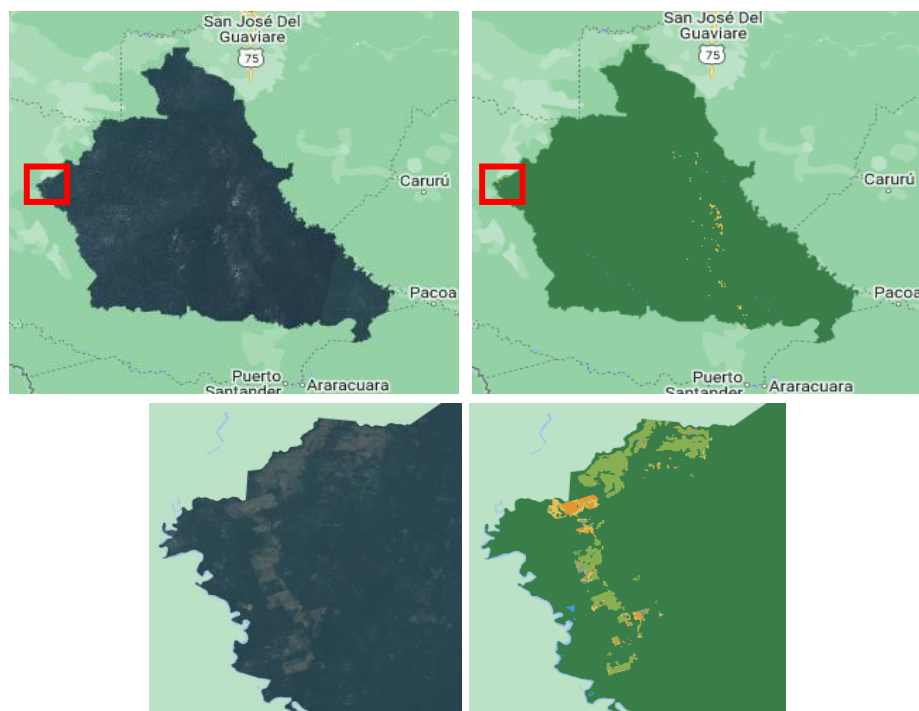 San José Del
Guaviare
75
Carurú
Pacoa
Puerto
Santander
Araracuara
San José Del
Guaviare
75
Carurú
Pacoa
Puerto
Santander
Araracuara